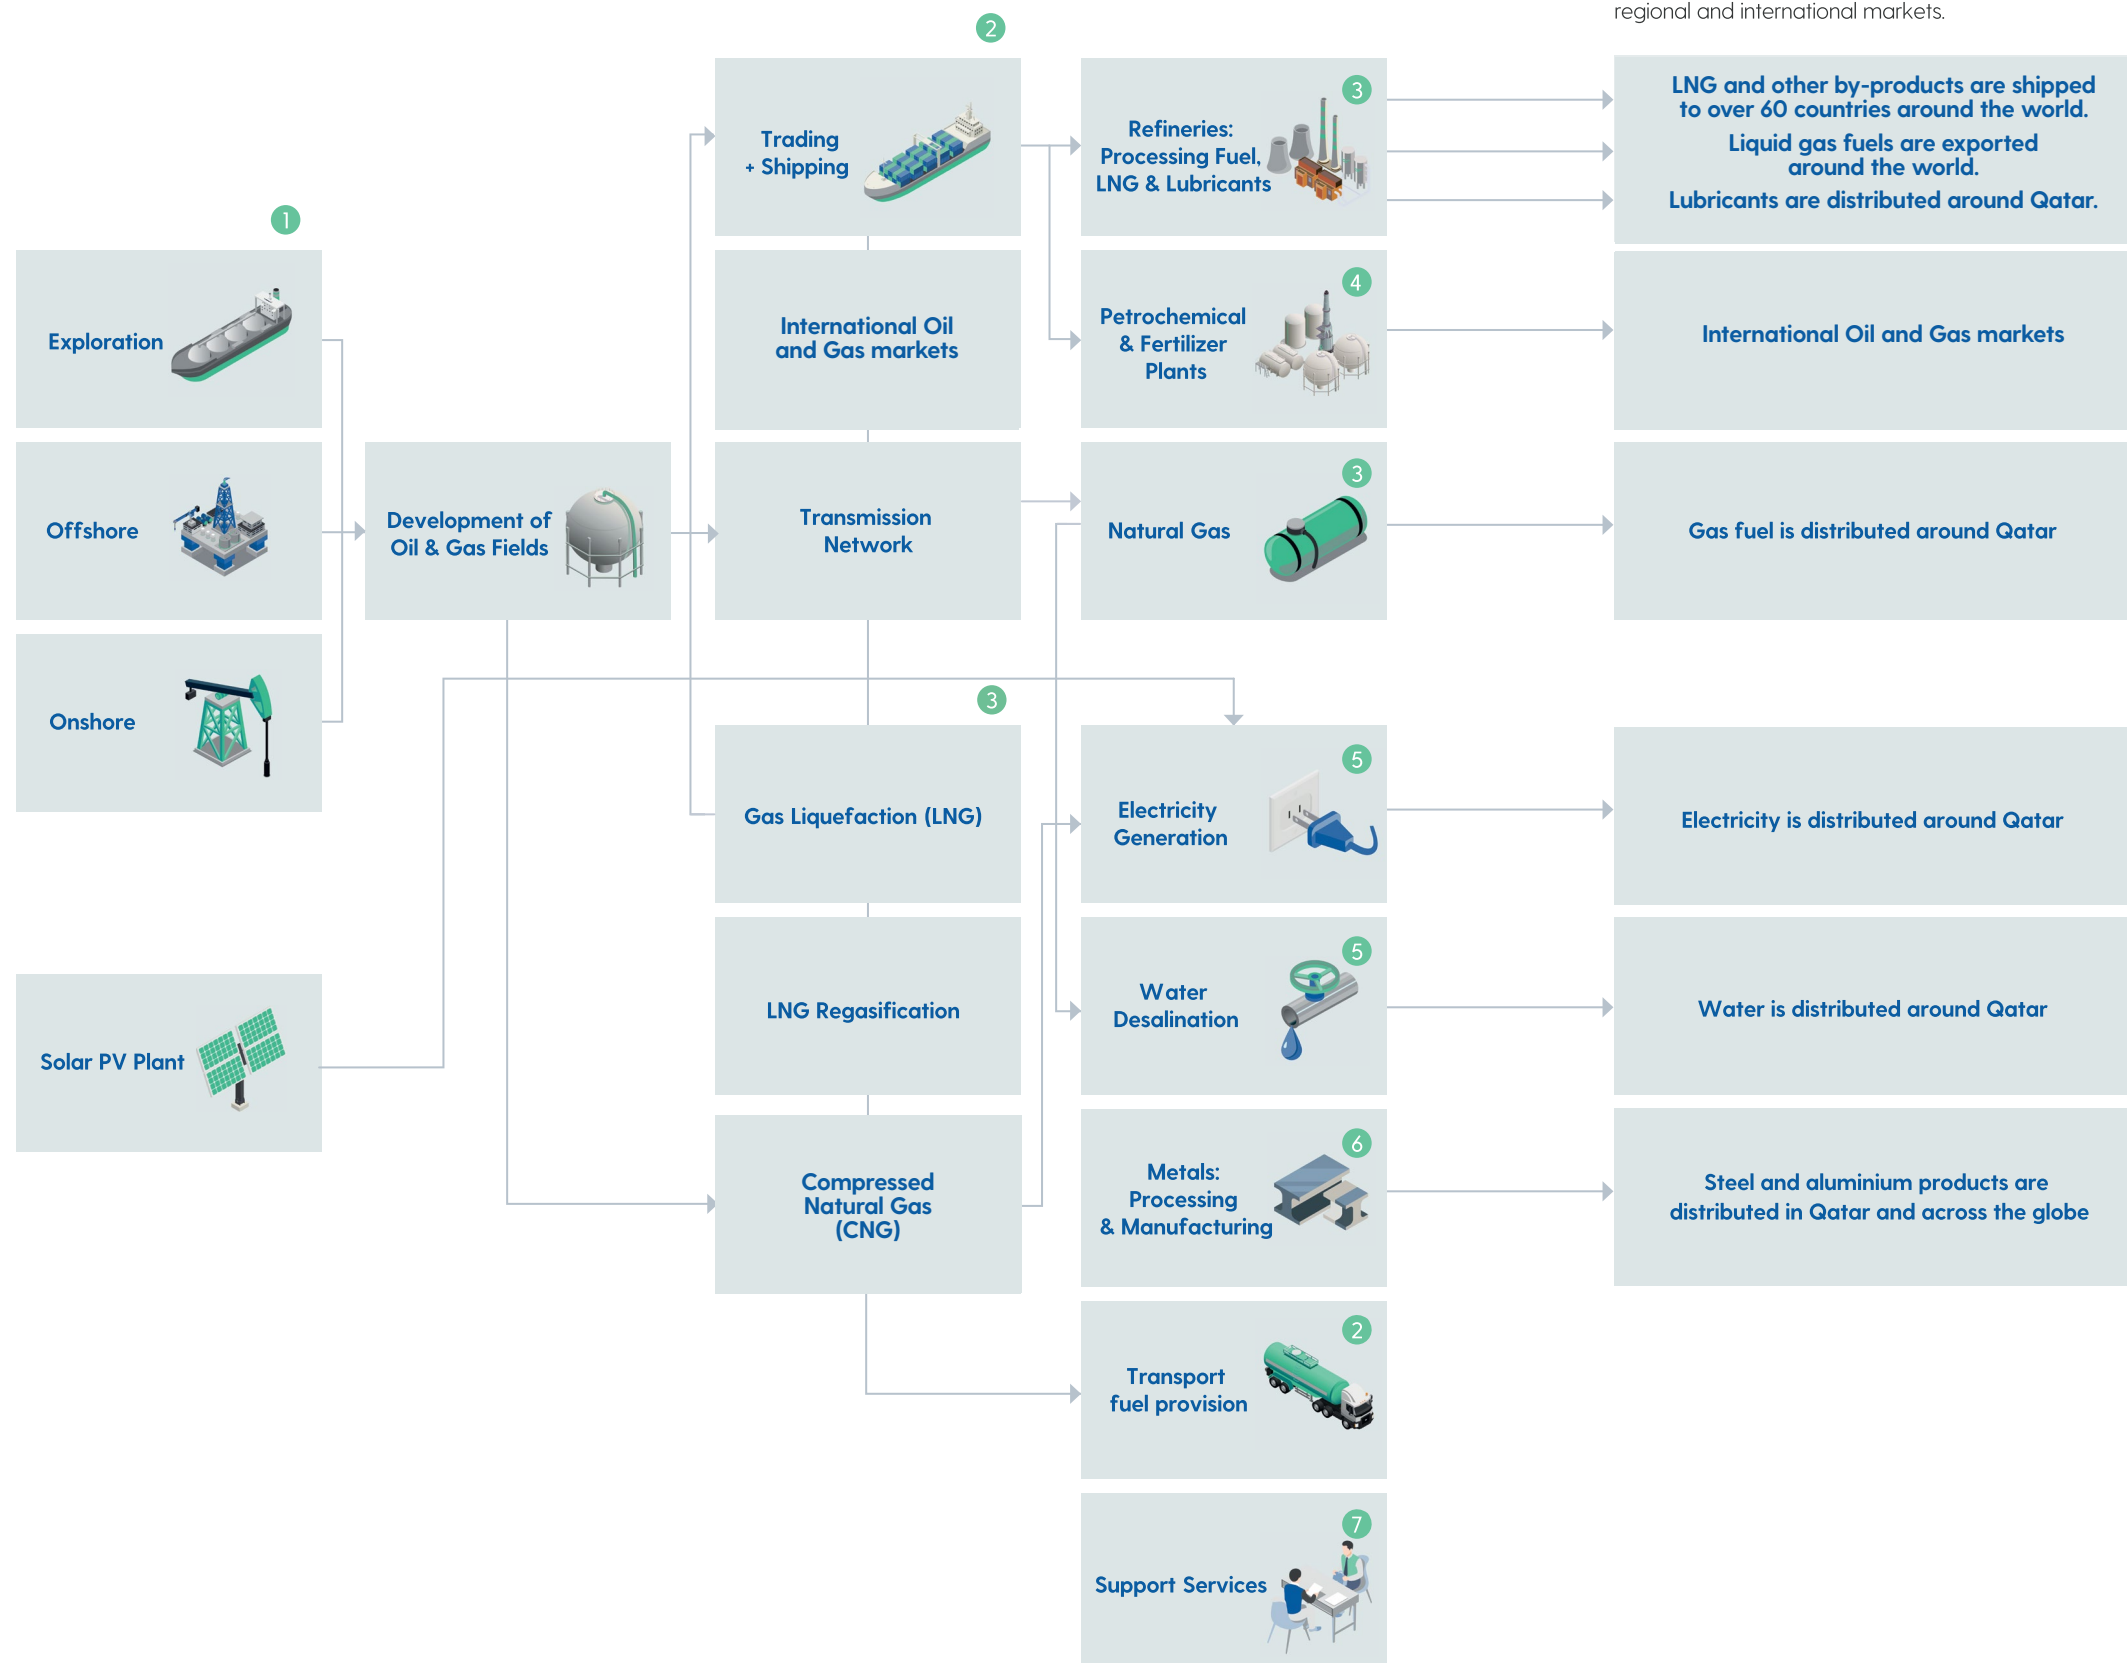 regional and international markets.
2
Trading
+ Shipping
3
Refineries:
Processing Fuel,
LNG & Lubricants
LNG and other by-products are shipped
to over 60 countries around the world.
Liquid gas fuels are exported
around the world.
Lubricants are distributed around Qatar.
1
Exploration
International Oil
and Gas markets
4
Petrochemical
& Fertilizer
Plants
International Oil and Gas markets
Offshore
Development of
Oil & Gas Fields
Transmission
Network
3
Natural Gas
Gas fuel is distributed around Qatar
Onshore
3
Gas Liquefaction (LNG)
5
Electricity
Generation
Electricity is distributed around Qatar
Solar PV Plant
LNG Regasification
5
Water
Desalination
Water is distributed around Qatar
Compressed
Natural Gas
(CNG)
6
Metals:
Processing
& Manufacturing
Steel and aluminium products are
distributed in Qatar and across the globe
2
Transport
fuel provision
7
Support Services